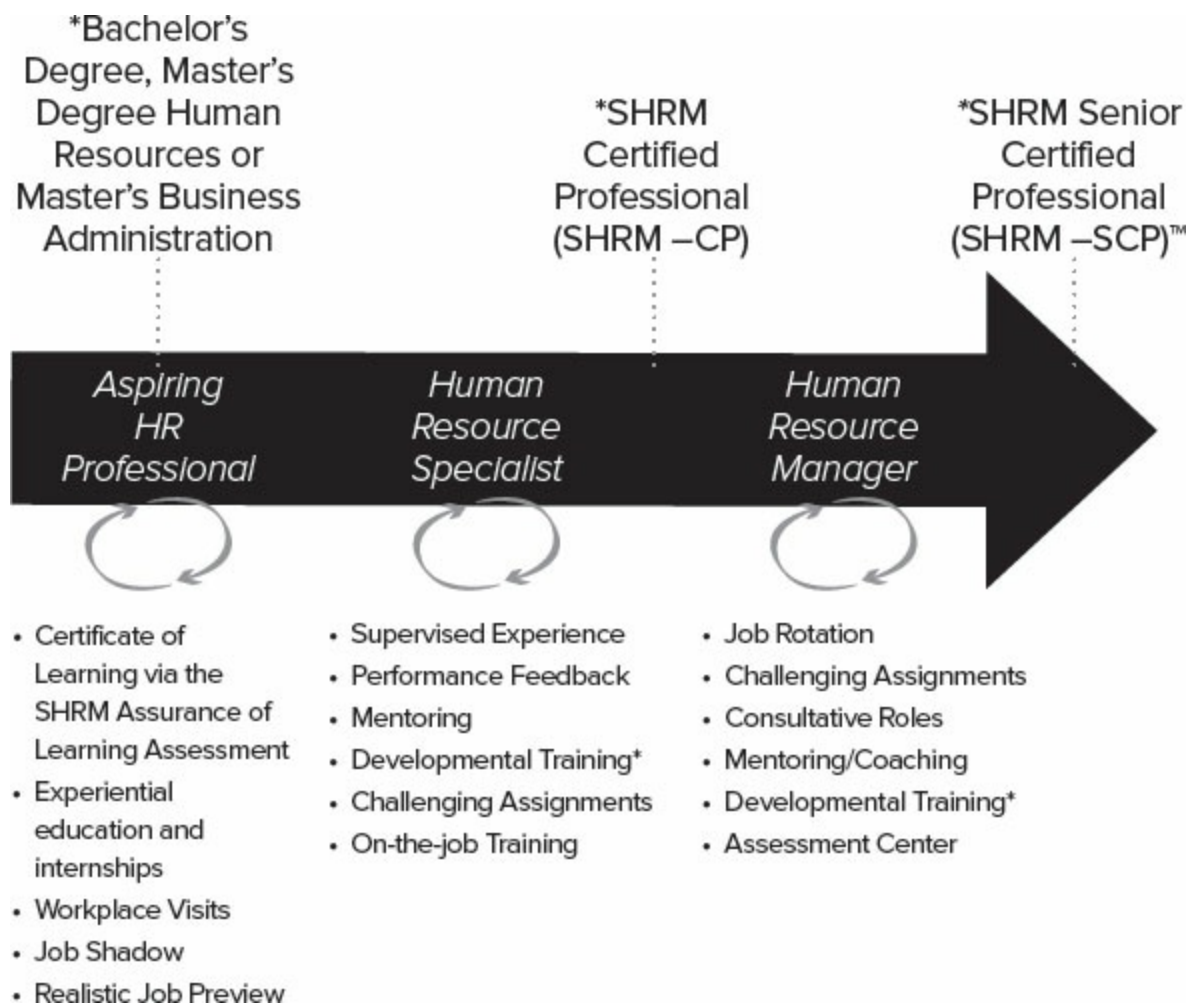 *Bachelor's
Degree, Master's
Degree Human
Resources or
Master's Business
Administration
*SHRM
Certified
Professional
(SHRM –CP)
*SHRM Senior
Certified
Professional
(SHRM –SCP)™
Aspiring
HR
Professional
Human
Resource
Specialist
Human
Resource
Manager
• Certificate of
Learning via the
SHRM Assurance of
Learning Assessment
• Experiential
education and
internships
• Workplace Visits
• Job Shadow
• Realistic Job Preview
• Supervised Experience
• Performance Feedback
• Mentoring
• Developmental Training*
• Challenging Assignments
• On-the-job Training
• Job Rotation
• Challenging Assignments
• Consultative Roles
• Mentoring/Coaching
• Developmental Training*
• Assessment Center